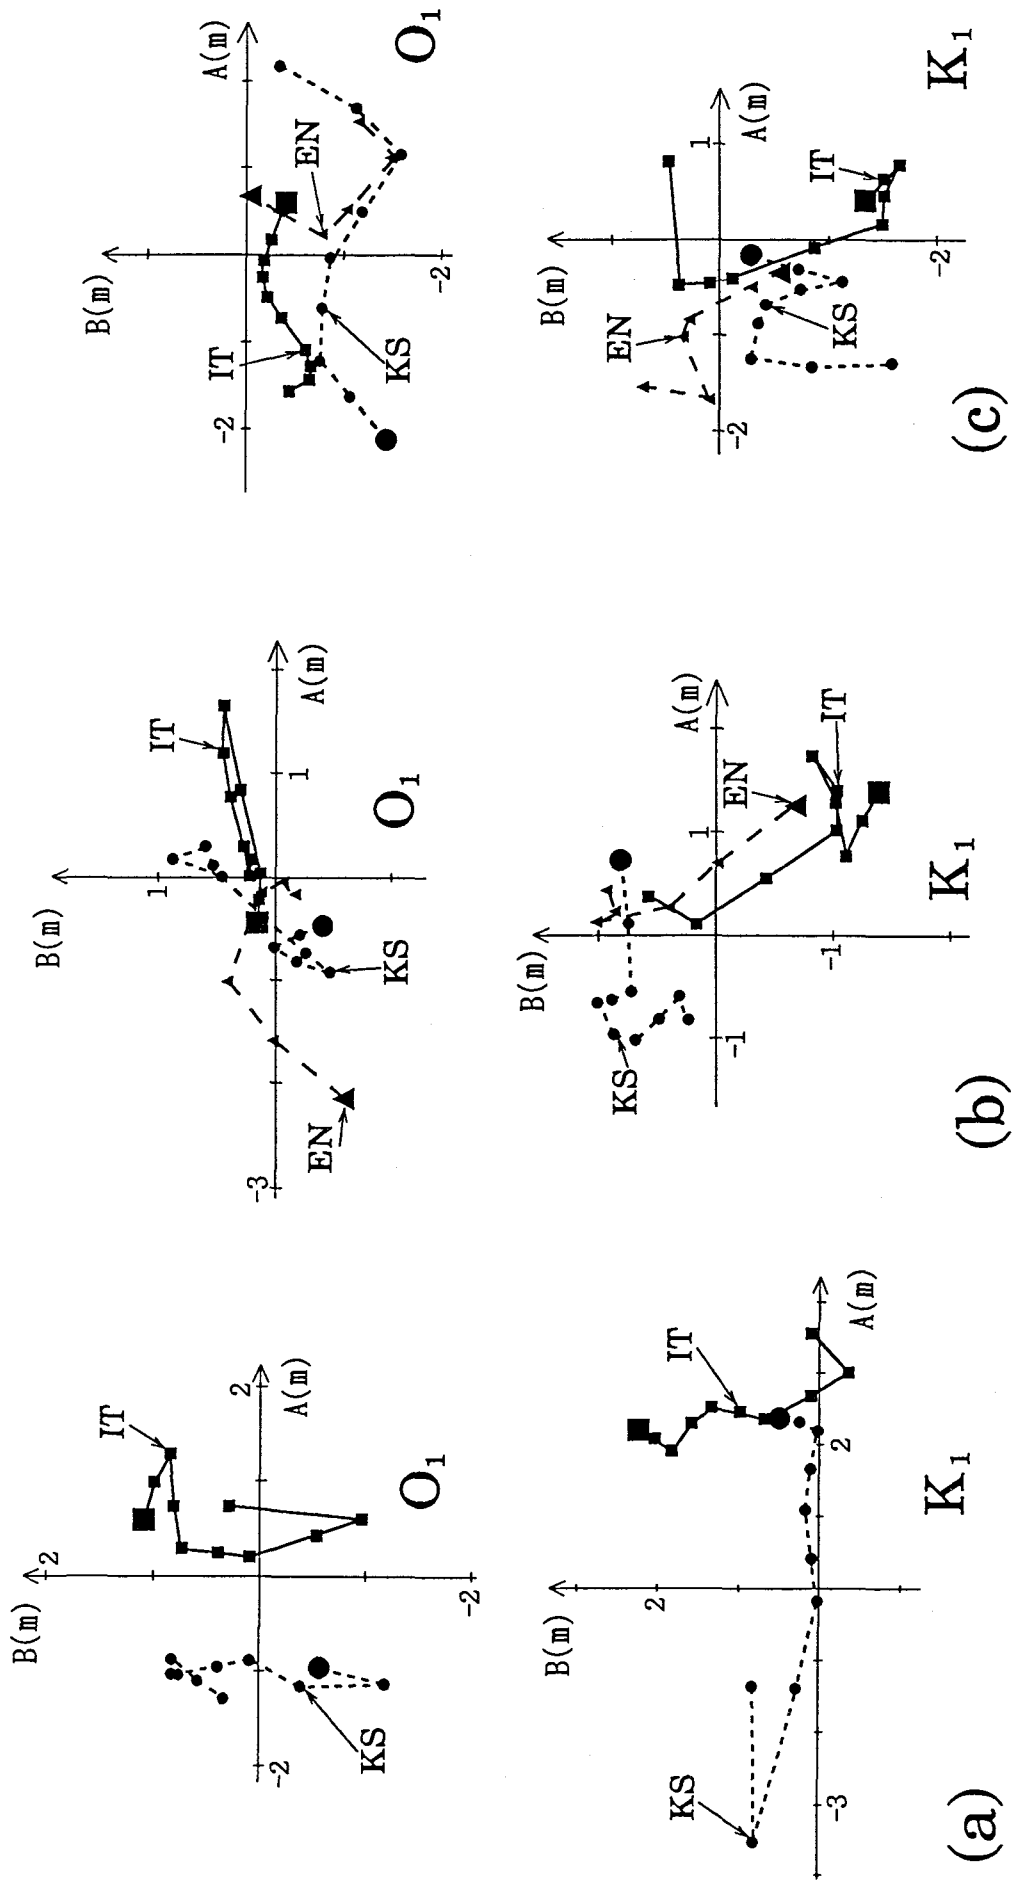 B(m)
2
IT
2
A(m)
-2
-2
KS
O1
B(m)
1
IT
1
A(m)
-3
EN
KS
O1
B(m)
A(m)
EN
IT
-2
KS
-2
O1
B(m)
2
IT
2
A(m)
-3
KS
K1
B(m)
A(m)
EN
IT
1
-1
-1
KS
K1
B(m)
1
A(m)
IT
EN
KS
-2
-2
K1
(a)
(b)
(c)